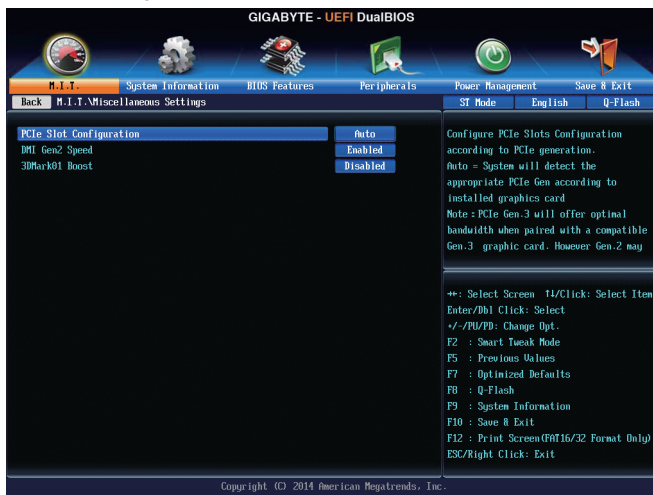 GIGABYTE - UEFI DualBIOS
M.I.T. System Information BIOS Features Peripherals Power Management Save & Exit
Back M.I.T.\Miscellaneous Settings ST Mode English Q-Flash
PCIe Slot Configuration Auto
DMI Gen2 Speed Enabled
3DMark01 Boost Disabled
Configure PCIe Slots Configuration
according to PCIe generation.
Auto = System will detect the
appropriate PCIe Gen according to
installed graphics card
Note : PCIe Gen.3 will offer optimal
bandwidth when paired with a compatible
Gen.3 graphic card. However Gen.2 may
→←: Select Screen ↑↓/Click: Select Item
Enter/Dbl Click: Select
+/-/PU/PD: Change Opt.
F2 : Smart Tweak Mode
F5 : Previous Values
F7 : Optimized Defaults
F8 : Q-Flash
F9 : System Information
F10 : Save & Exit
F12 : Print Screen(FAT16/32 Format Only)
ESC/Right Click: Exit
Copyright (C) 2014 American Megatrends, Inc.